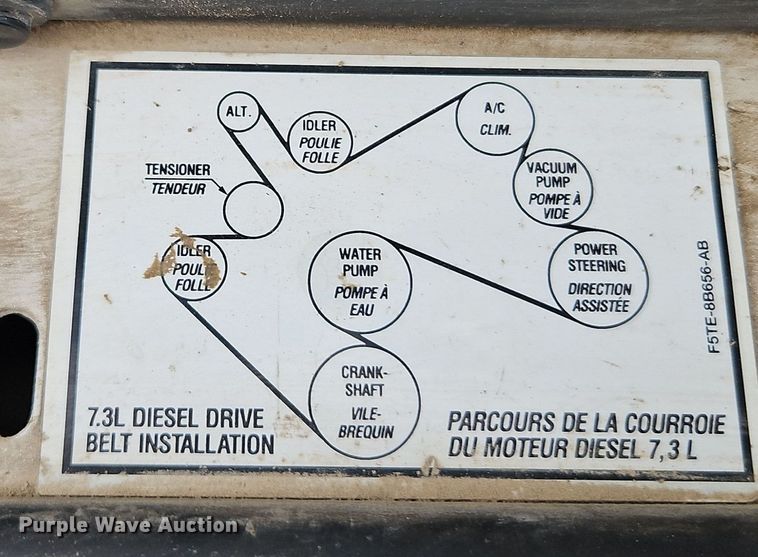 ALT.
IDLER
POULIE
FOLLE
A/C
CLIM.
TENSIONER
TENDEUR
VACUUM
PUMP
POMPE À
VIDE
IDLER
POULIE
FOLLE
WATER
PUMP
POMPE À
EAU
POWER
STEERING
DIRECTION
ASSISTÉE
CRANK-
SHAFT
VILE-
BREQUIN
F5TE-8B656-AB
7.3L DIESEL DRIVE
BELT INSTALLATION
PARCOURS DE LA COURROIE
DU MOTEUR DIESEL 7,3 L
Purple Wave Auction